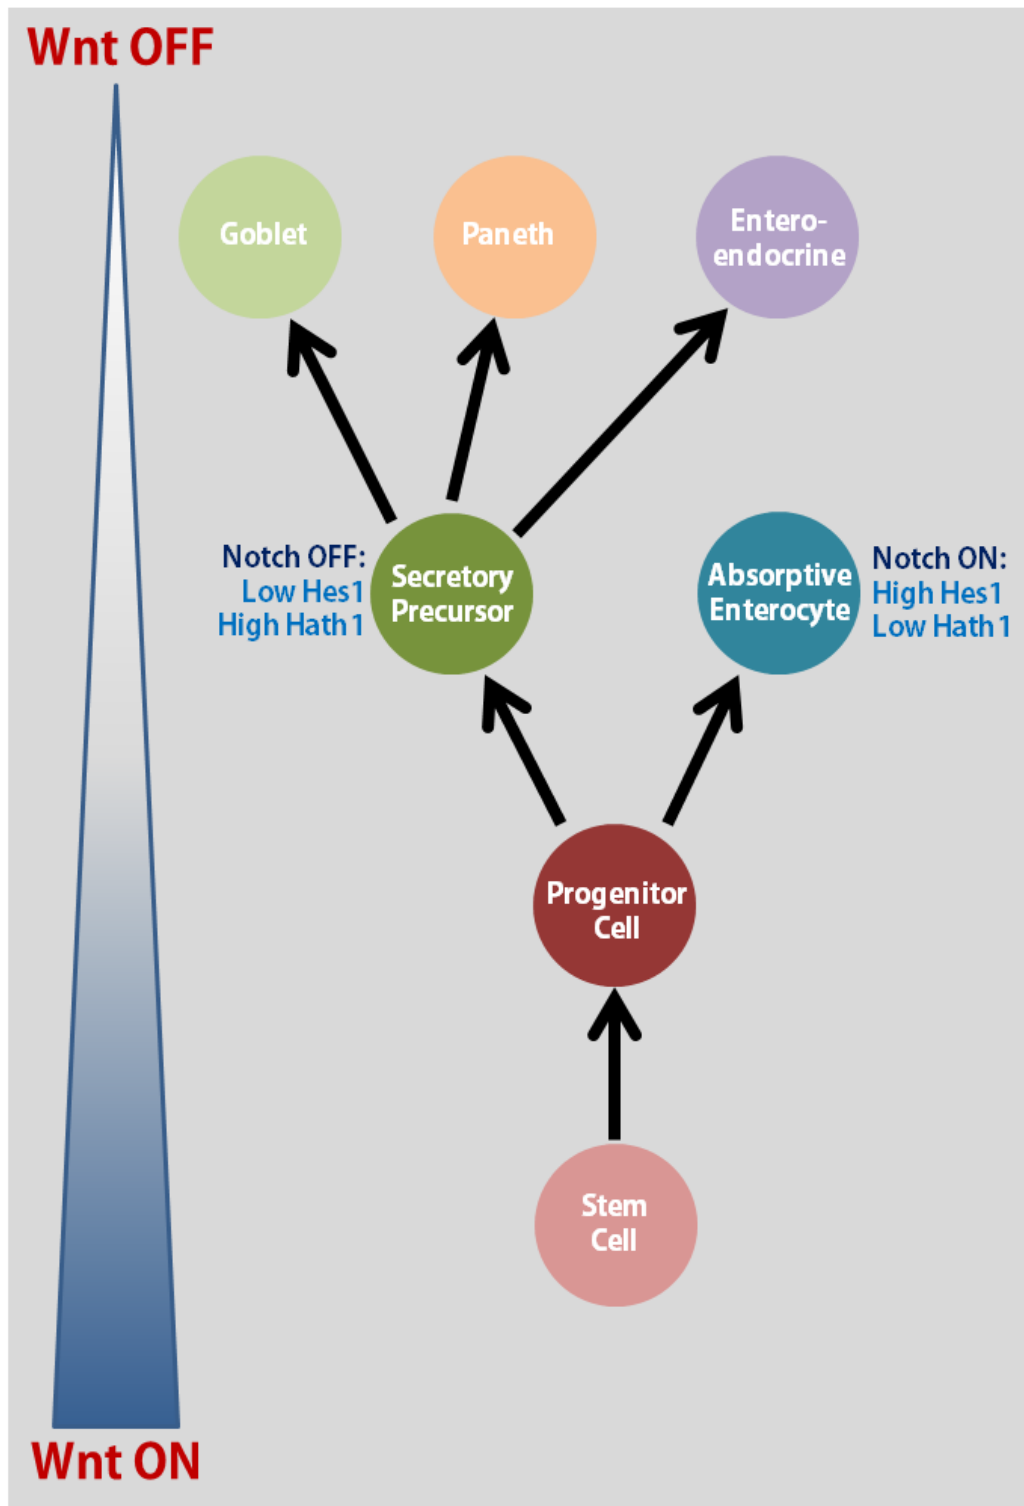 Wnt OFF
Goblet
Paneth
Entero-
endocrine
Notch OFF:
Low Hes1
High Hath1
Secretory
Precursor
Absorptive
Enterocyte
Notch ON:
High Hes1
Low Hath1
Progenitor
Cell
Stem
Cell
Wnt ON